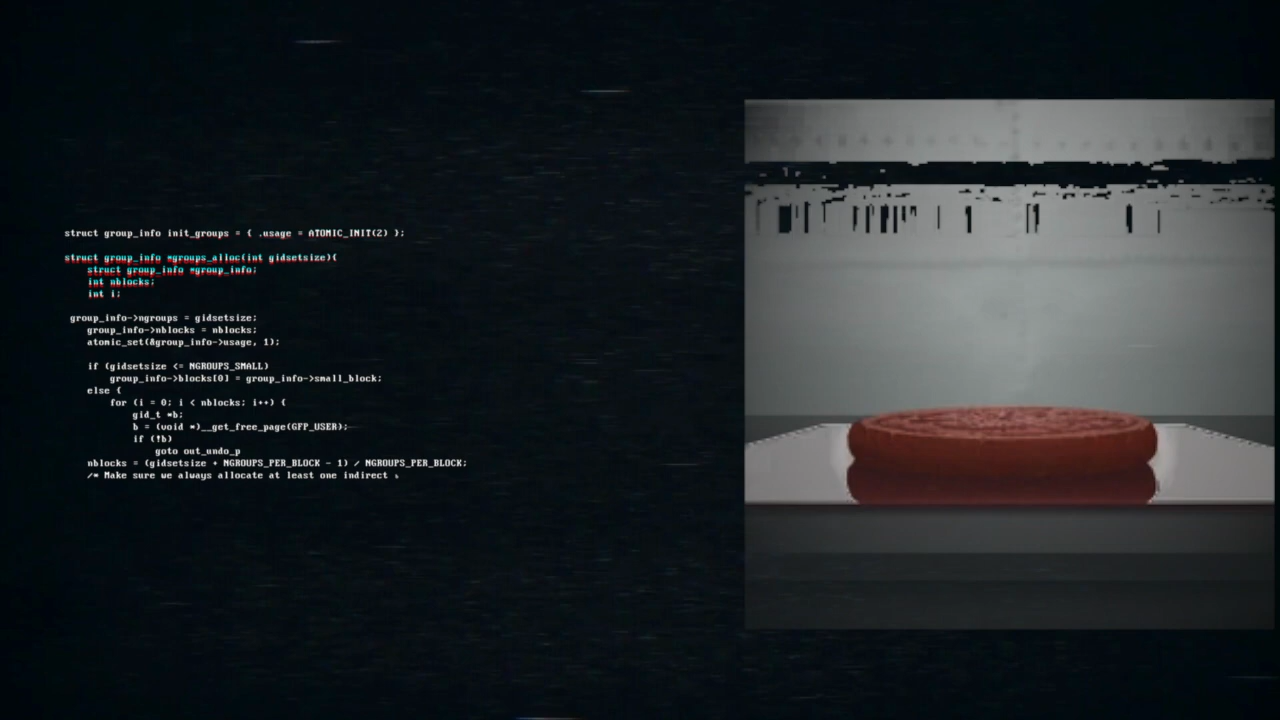 struct group_info init_groups = { .usage = ATOMIC_INIT(2) };
struct group_info *groups_alloc(int gidsetsize){
struct group_info *group_info;
int nblocks;
int i;
group_info->ngroups = gidsetsize;
group_info->nblocks = nblocks;
atomic_set(&group_info->usage, 1);
if (gidsetsize <= NGROUPS_SMALL)
group_info->blocks[0] = group_info->small_block;
else {
for (i = 0; i < nblocks; i++) {
gid_t *b;
b = (void *)__get_free_page(GFP_USER);
if (!b)
goto out_undo_p
nblocks = (gidsetsize + NGROUPS_PER_BLOCK - 1) / NGROUPS_PER_BLOCK;
/* Make sure we always allocate at least one indirect